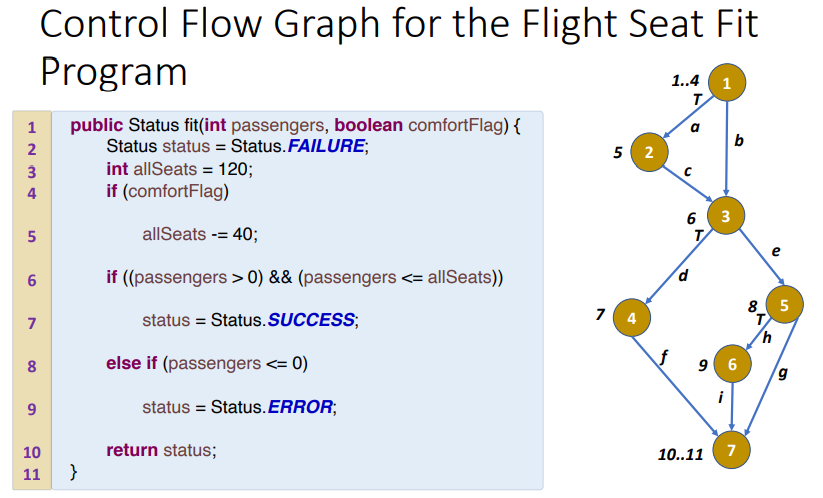 Control Flow Graph for the Flight Seat Fit
Program
1 public Status fit(int passengers, boolean comfortFlag) {
2 Status status = Status.FAILURE;
3 int allSeats = 120;
4 if (comfortFlag)
5 allSeats -= 40;
6 if ((passengers > 0) && (passengers <= allSeats))
7 status = Status.SUCCESS;
8 else if (passengers <= 0)
9 status = Status.ERROR;
10 return status;
11 }
1..4 1
T
a b
5 2
c
6 3
T
e
d
8 5
7 4
T
h
f 9 6 g
i
10..11 7